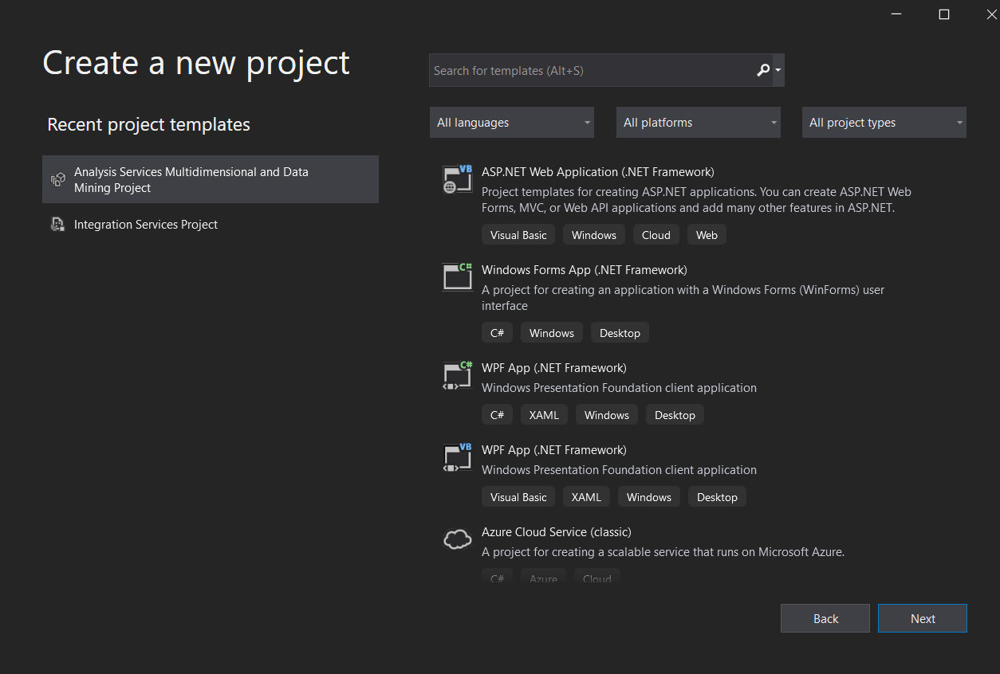 Create a new project
Search for templates (Alt+S)
Recent project templates
All languages
All platforms
All project types
Analysis Services Multidimensional and Data
Mining Project
Integration Services Project
VB
ASP.NET Web Application (.NET Framework)
Project templates for creating ASP.NET applications. You can create ASP.NET Web
Forms, MVC, or Web API applications and add many other features in ASP.NET.
Visual Basic Windows Cloud Web
C#
Windows Forms App (.NET Framework)
A project for creating an application with a Windows Forms (WinForms) user
interface
C# Windows Desktop
C#
WPF App (.NET Framework)
Windows Presentation Foundation client application
C# XAML Windows Desktop
VB
WPF App (.NET Framework)
Windows Presentation Foundation client application
Visual Basic XAML Windows Desktop
Azure Cloud Service (classic)
A project for creating a scalable service that runs on Microsoft Azure.
C# Azure Cloud
Back
Next